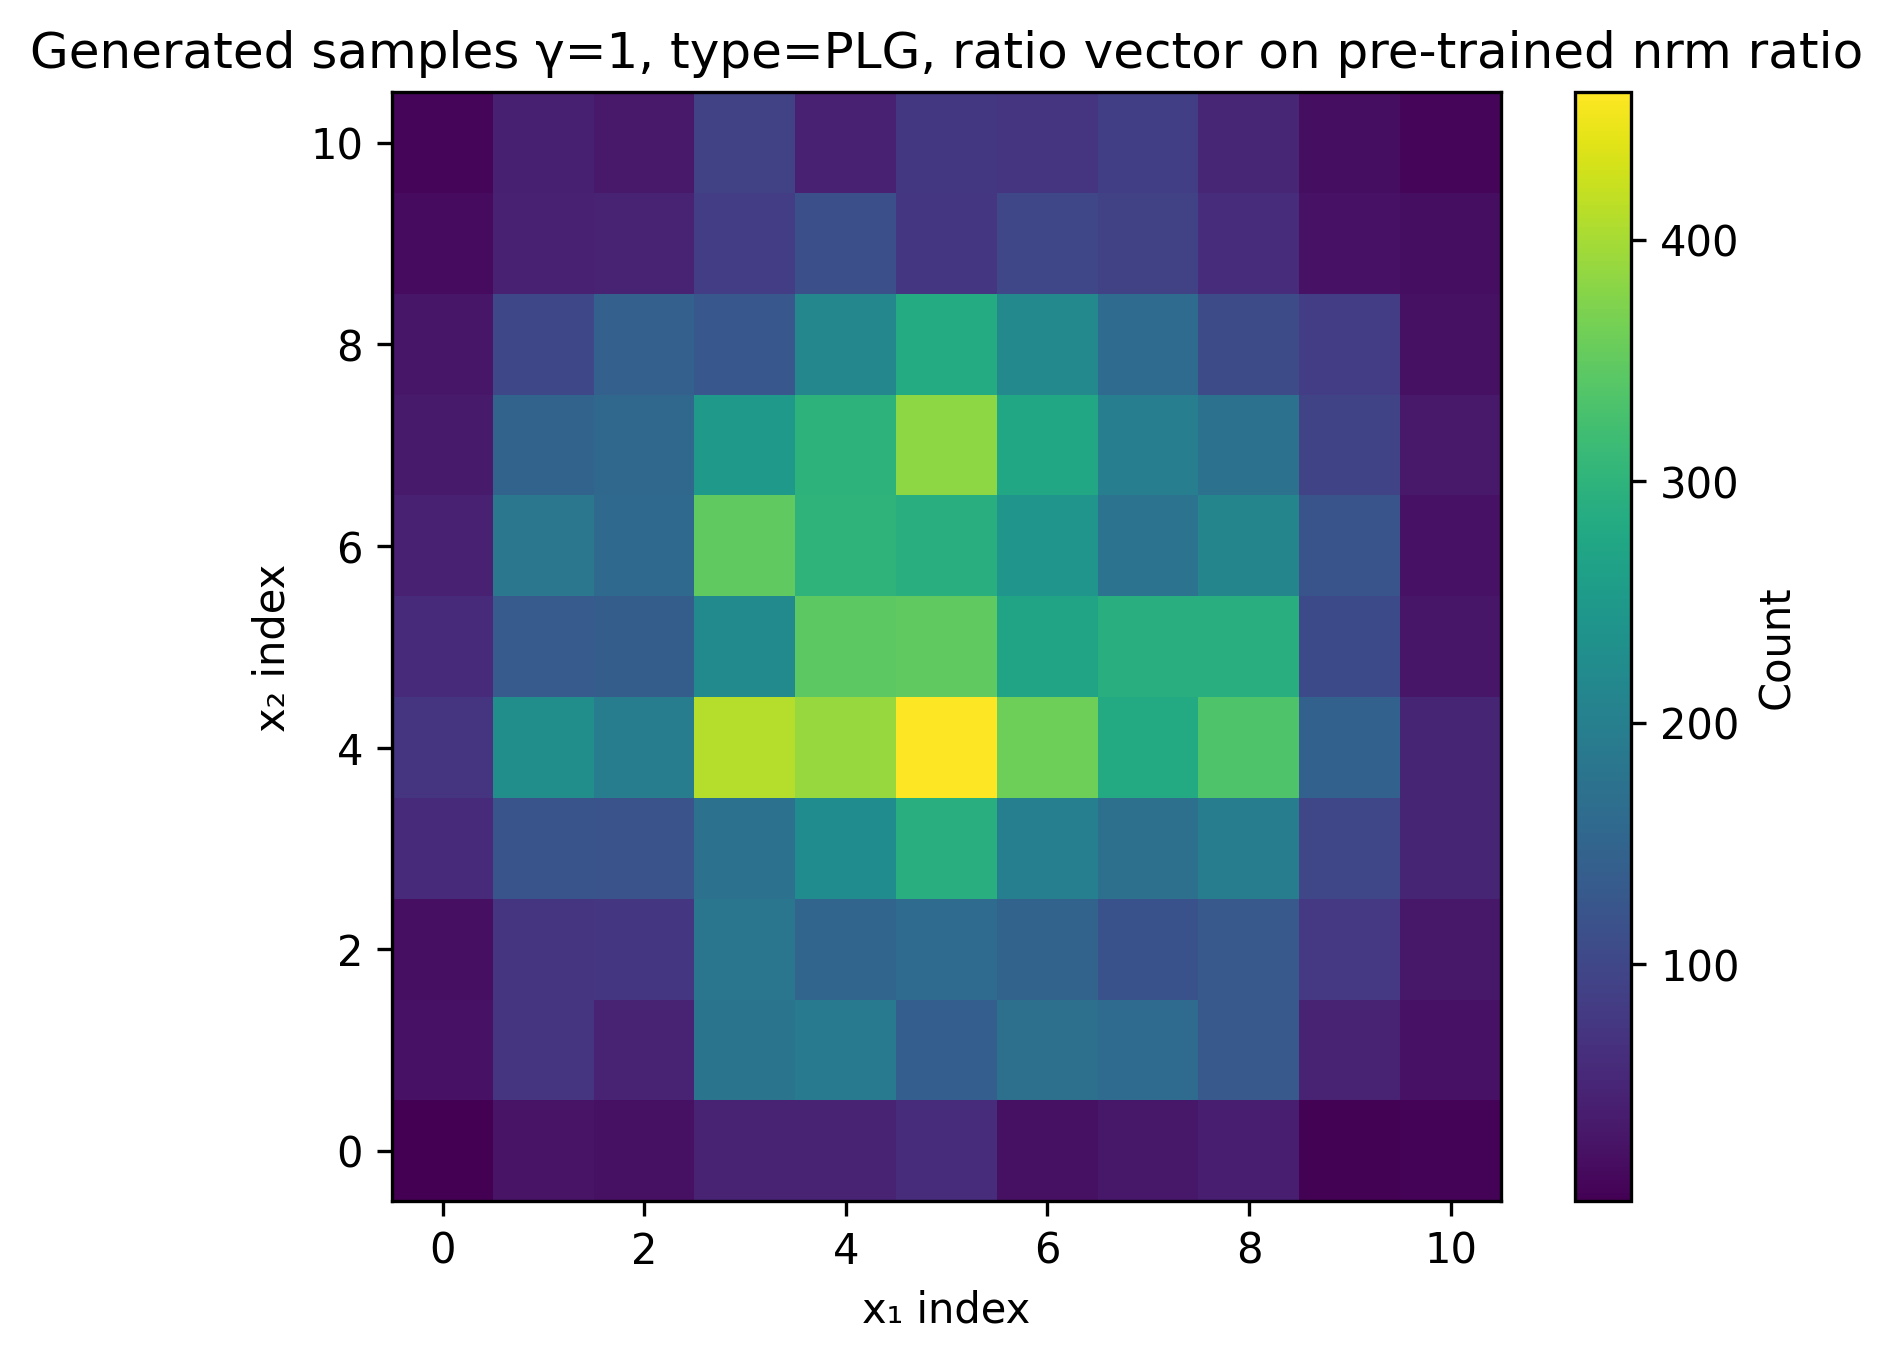 Generated samples γ=1, type=PLG, ratio vector on pre-trained nrm ratio
10
8
6
4
2
0
x₂ index
0 2 4 6 8 10
x₁ index
400
300
200
100
Count